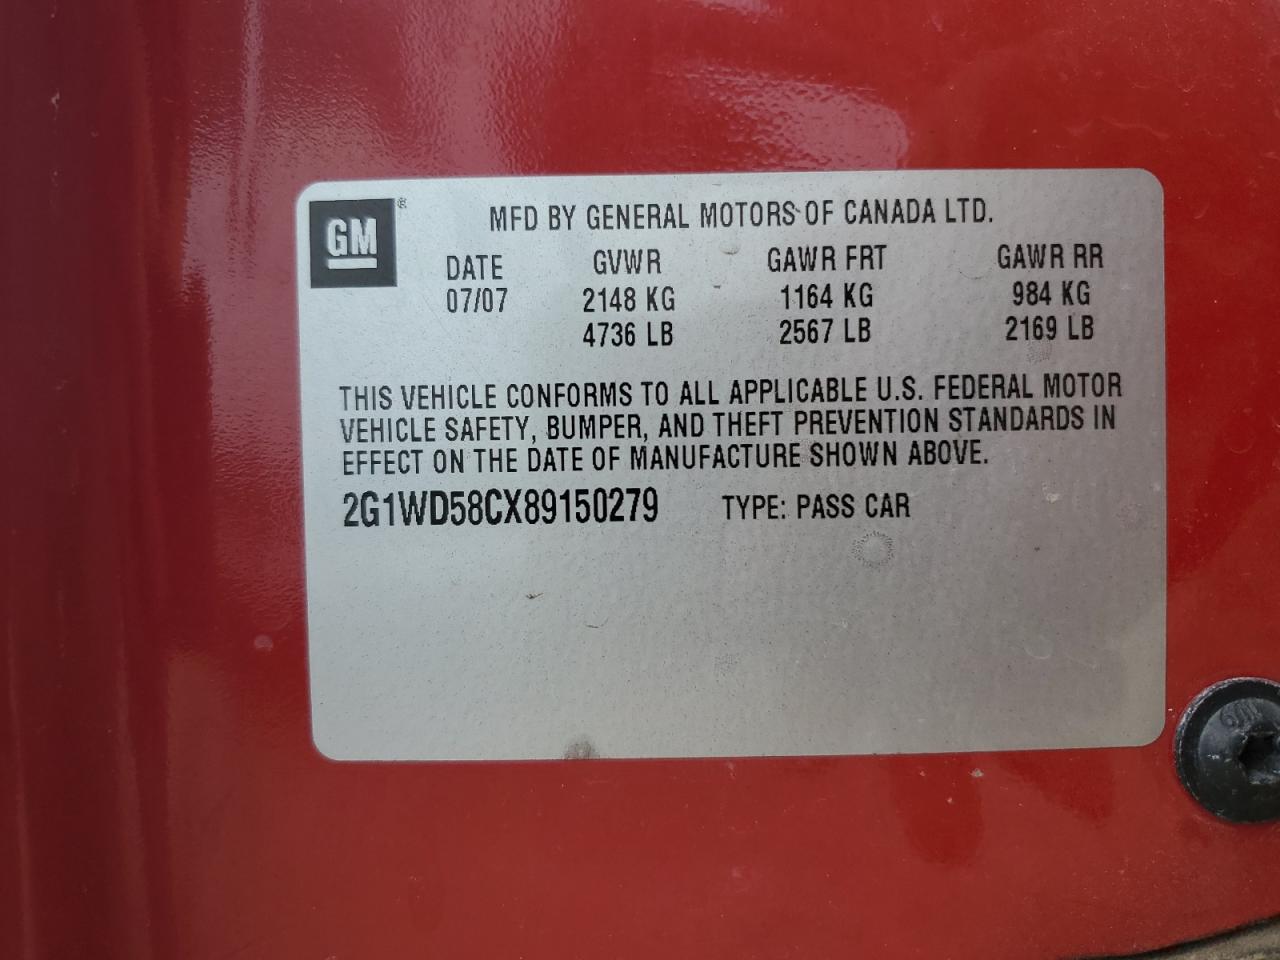 GM ®
MFD BY GENERAL MOTORS OF CANADA LTD.
DATE GVWR GAWR FRT GAWR RR
07/07 2148 KG 1164 KG 984 KG
4736 LB 2567 LB 2169 LB
THIS VEHICLE CONFORMS TO ALL APPLICABLE U.S. FEDERAL MOTOR
VEHICLE SAFETY, BUMPER, AND THEFT PREVENTION STANDARDS IN
EFFECT ON THE DATE OF MANUFACTURE SHOWN ABOVE.
2G1WD58CX89150279 TYPE: PASS CAR